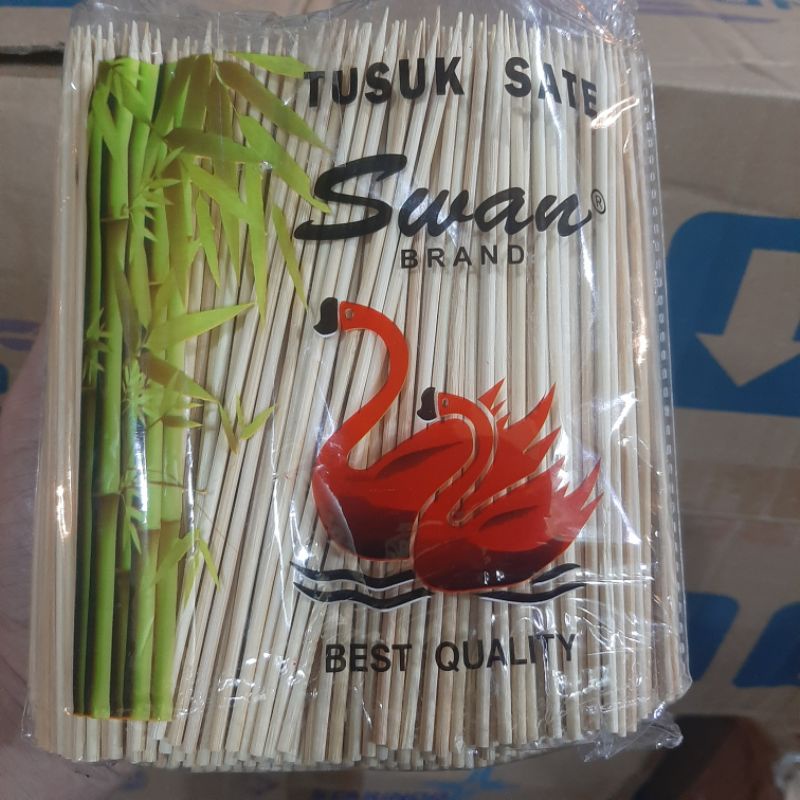 TUSUK SATE
Swan®
BRAND
BEST QUALITY